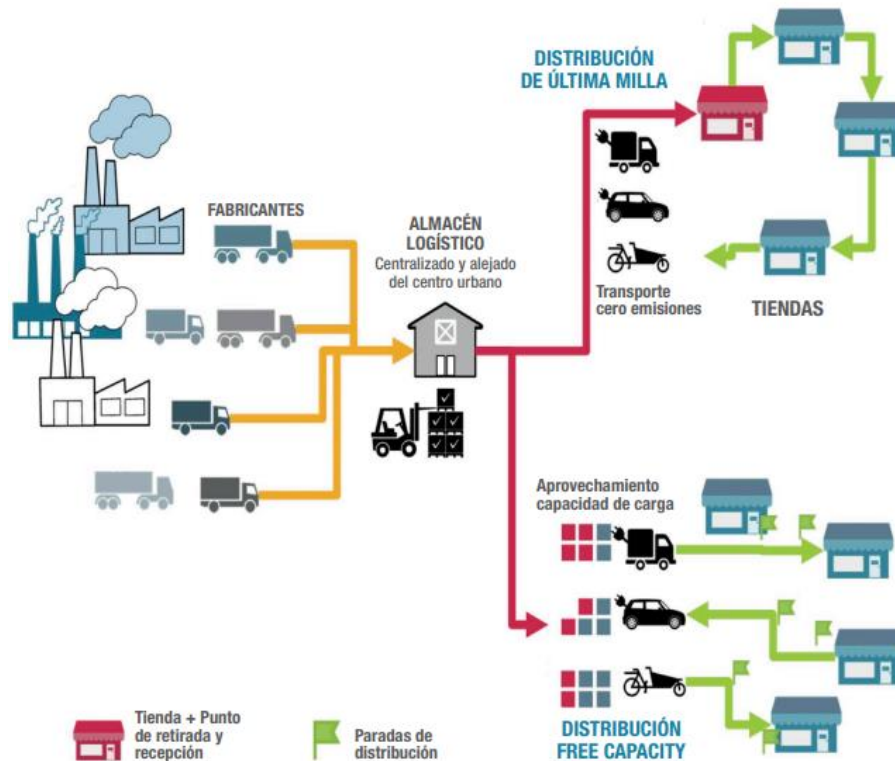 DISTRIBUCIÓN
DE ÚLTIMA MILLA
FABRICANTES
ALMACÉN
LOGÍSTICO
Centralizado y alejado
del centro urbano
Transporte
cero emisiones
TIENDAS
Aprovechamiento
capacidad de carga
DISTRIBUCIÓN
FREE CAPACITY
Tienda + Punto
de retirada y
recepción
Paradas de
distribución